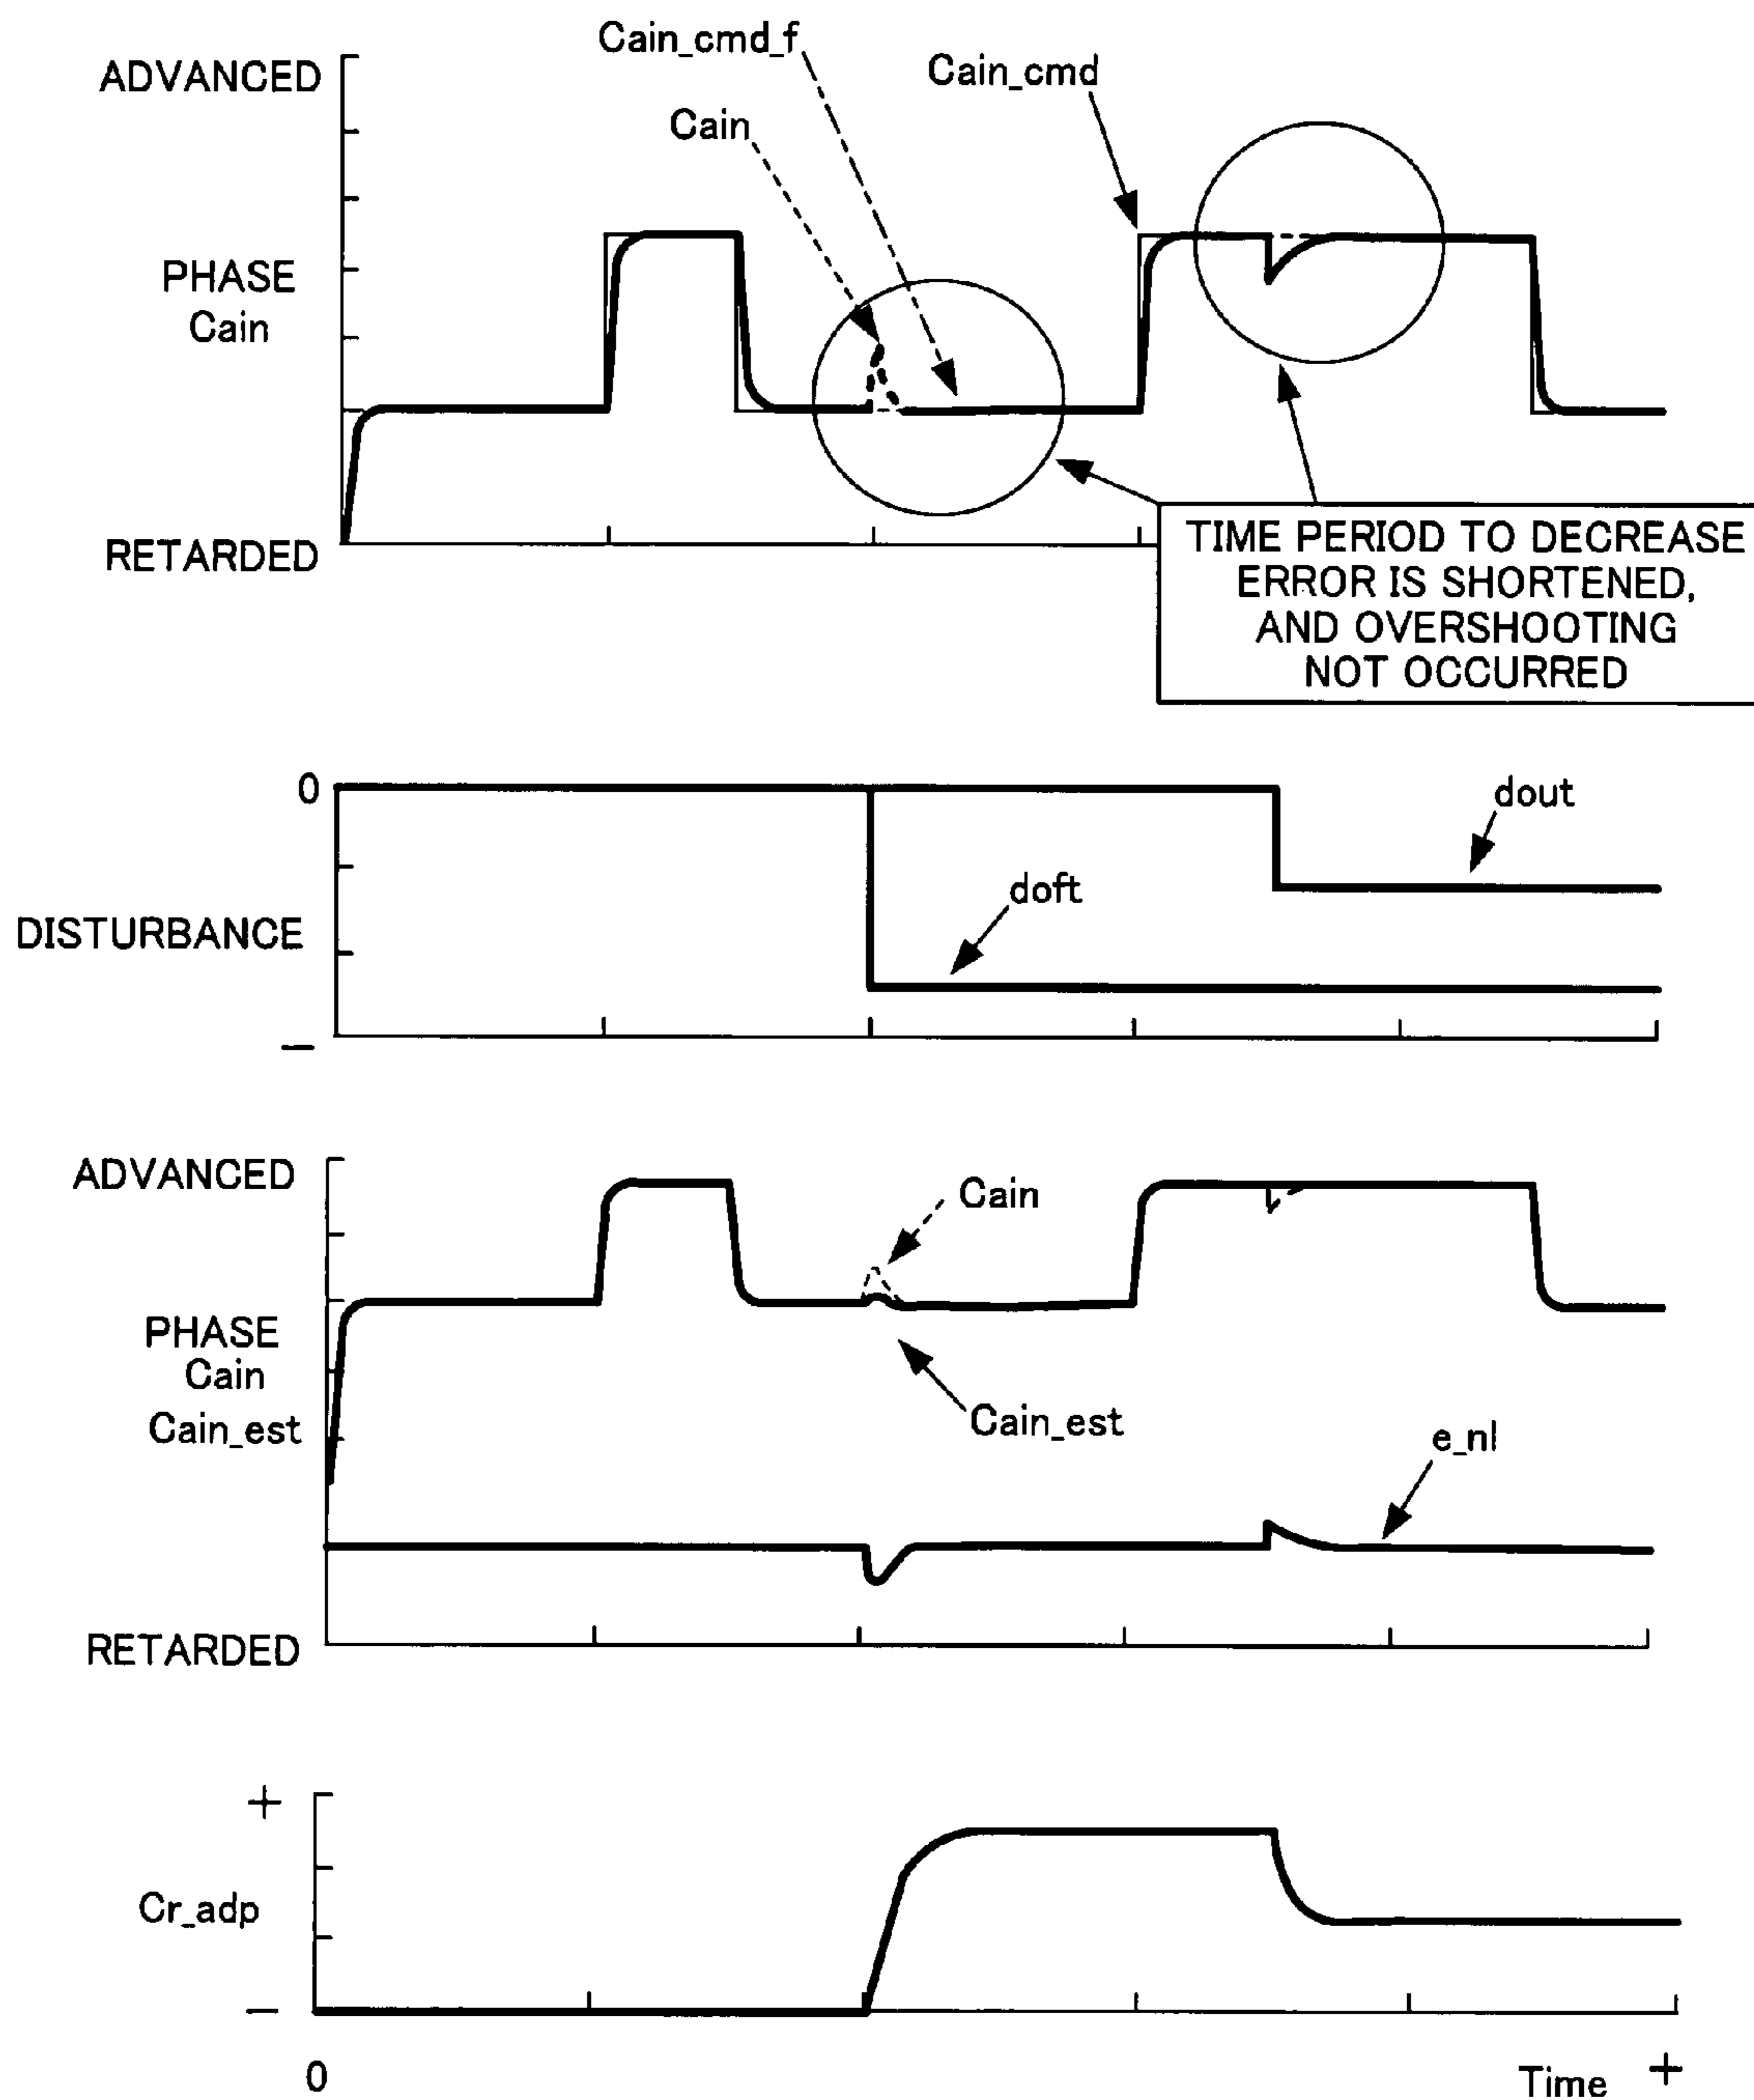 Cain_cmd_f
Cain_cmd
Cain
ADVANCED
PHASE
Cain
RETARDED
TIME PERIOD TO DECREASE
ERROR IS SHORTENED,
AND OVERSHOOTING
NOT OCCURRED
0
dout
doft
DISTURBANCE
−
ADVANCED
Cain
PHASE
Cain
Cain_est
Cain_est
e_nl
RETARDED
+
Cr_adp
−
0
Time +